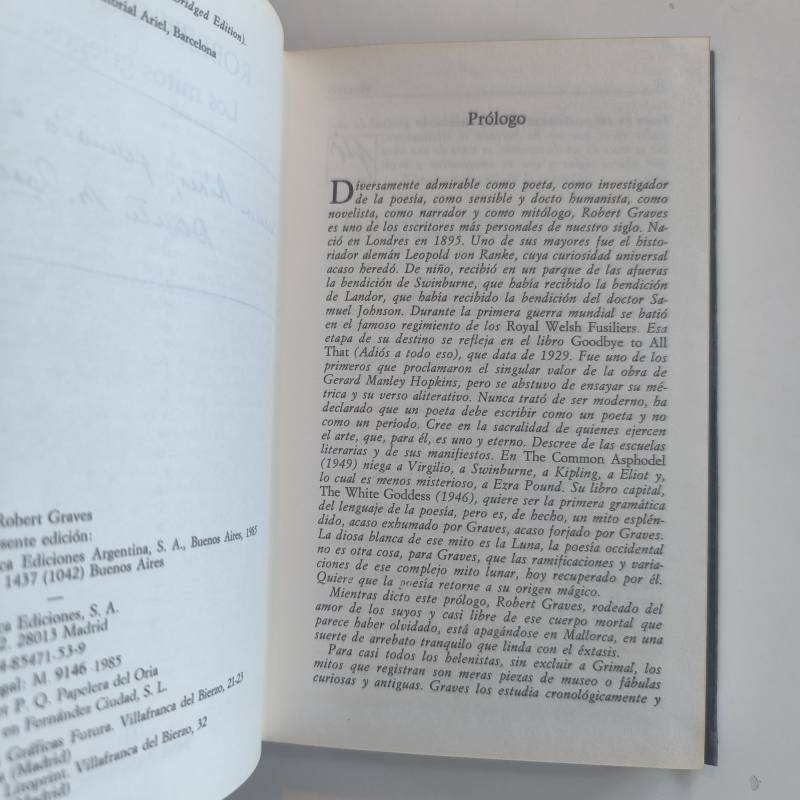 bridged Edition).
torial Ariel, Barcelona
Robert Graves
sente edición:
ca Ediciones Argentina, S. A., Buenos Aires, 1985
1437 (1042) Buenos Aires
ca Ediciones, S. A.
2. 28013 Madrid
4-85471-53-9
gal: M. 9146-1985
P. Q. Papelera del Oria
en Fernández Ciudad, S. L.
Gráficas Futura. Villafranca del Bierzo, 21-23
(Madrid)
Litoprint. Villafranca del Bierzo, 32
(Madrid)
Prólogo
Diversamente admirable como poeta, como investigador
de la poesía, como sensible y docto humanista, como
novelista, como narrador y como mitólogo, Robert Graves
es uno de los escritores más personales de nuestro siglo. Na-
ció en Londres en 1895. Uno de sus mayores fue el histo-
riador alemán Leopold von Ranke, cuya curiosidad universal
acaso heredó. De niño, recibió en un parque de las afueras
la bendición de Swinburne, que había recibido la bendición
de Landor, que había recibido la bendición del doctor Sa-
muel Johnson. Durante la primera guerra mundial se batió
en el famoso regimiento de los Royal Welsh Fusiliers. Esa
etapa de su destino se refleja en el libro Goodbye to All
That (Adiós a todo eso), que data de 1929. Fue uno de los
primeros que proclamaron el singular valor de la obra de
Gerard Manley Hopkins, pero se abstuvo de ensayar su mé-
trica y su verso aliterativo. Nunca trató de ser moderno, ha
declarado que un poeta debe escribir como un poeta y no
como un período. Cree en la sacralidad de quienes ejercen
el arte, que, para él, es uno y eterno. Descree de las escuelas
literarias y de sus manifiestos. En The Common Asphodel
(1949) niega a Virgilio, a Swinburne, a Kipling, a Eliot y,
lo cual es menos misterioso, a Ezra Pound. Su libro capital,
The White Goddess (1946), quiere ser la primera gramática
del lenguaje de la poesía, pero es, de hecho, un mito esplén-
dido, acaso exhumado por Graves, acaso forjado por Graves.
La diosa blanca de ese mito es la Luna, la poesía occidental
no es otra cosa, para Graves, que las ramificaciones y varia-
ciones de ese complejo mito lunar, hoy recuperado por él.
Quiere que la poesía retorne a su origen mágico.
Mientras dicto este prólogo, Robert Graves, rodeado del
amor de los suyos y casi libre de ese cuerpo mortal que
parece haber olvidado, está apagándose en Mallorca, en una
suerte de arrebato tranquilo que linda con el éxtasis.
Para casi todos los helenistas, sin excluir a Grimal, los
mitos que registran son meras piezas de museo o fábulas
curiosas y antiguas. Graves los estudia cronológicamente y